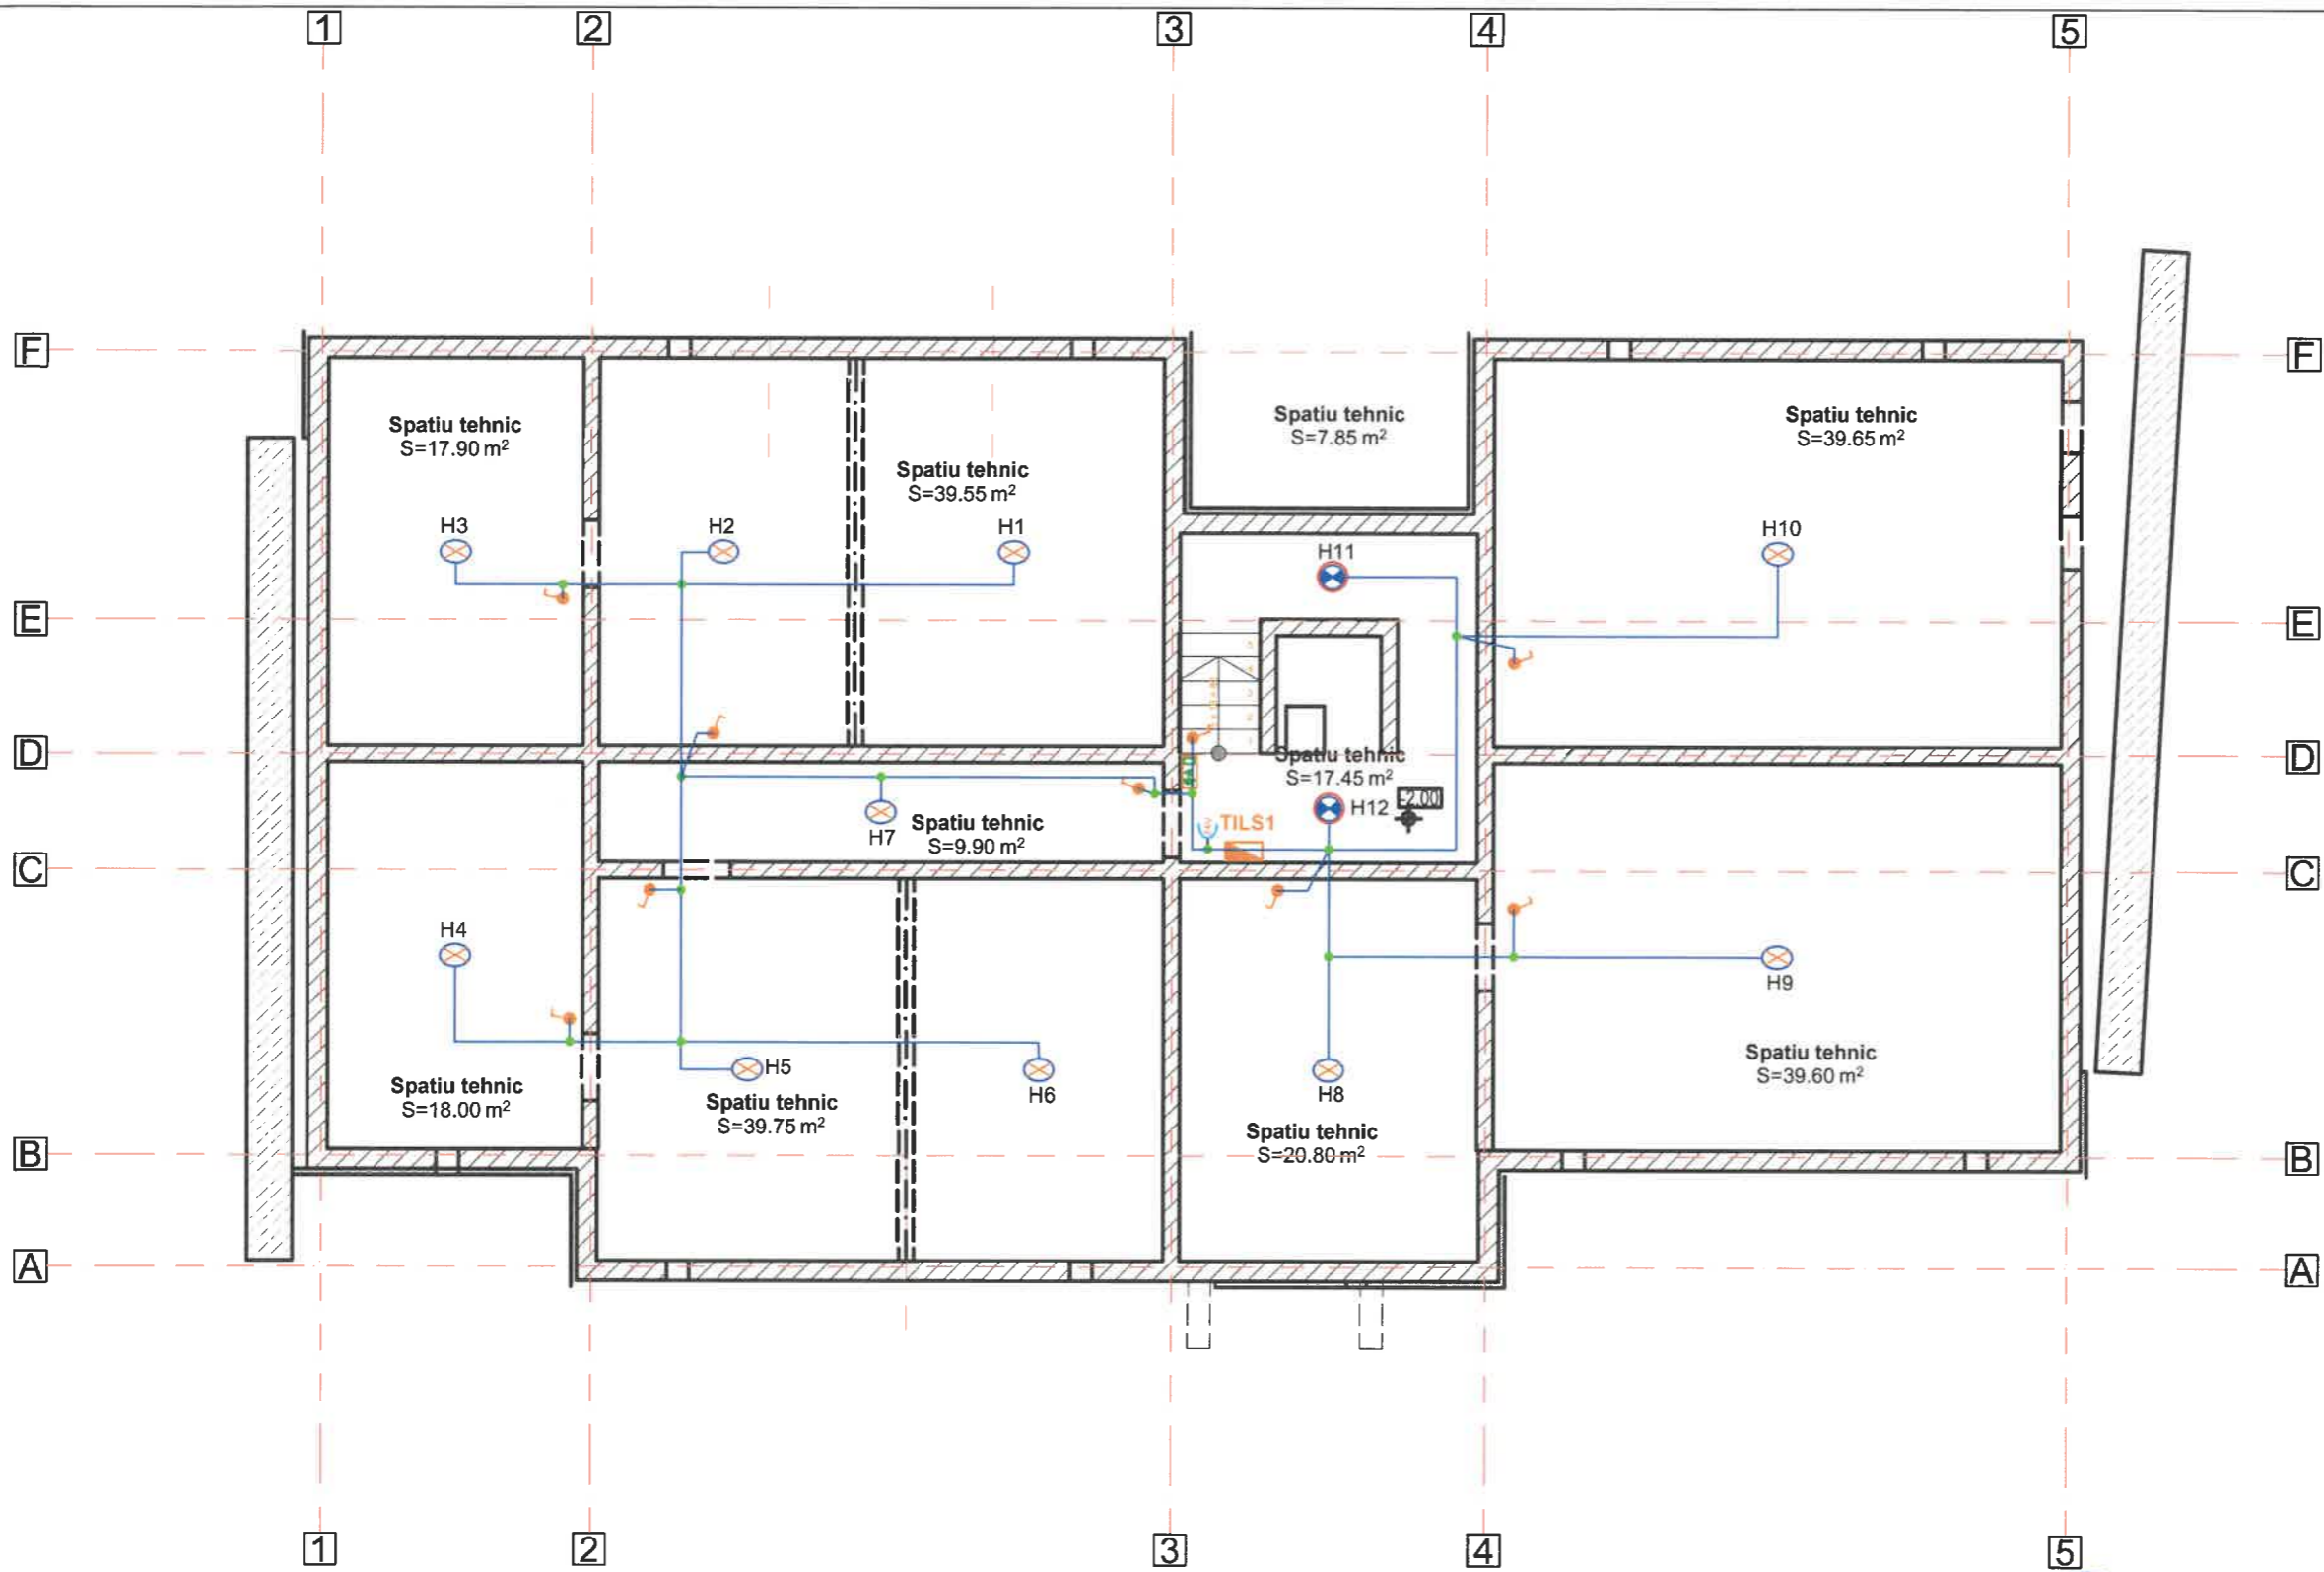 1 2 3 4 5
F F
Spatiu tehnic
S=17.90 m²
Spatiu tehnic
S=39.55 m²
Spatiu tehnic
S=7.85 m²
Spatiu tehnic
S=39.65 m²
H3
H2
H1
H11
H10
E E
D D
Spatiu tehnic
S=17.45 m²
H12
-2.00
TILS1
H7
Spatiu tehnic
S=9.90 m²
C C
H4
H9
H5
H6
H8
Spatiu tehnic
S=39.60 m²
Spatiu tehnic
S=18.00 m²
Spatiu tehnic
S=39.75 m²
Spatiu tehnic
S=20.80 m²
B B
A A
1 2 3 4 5